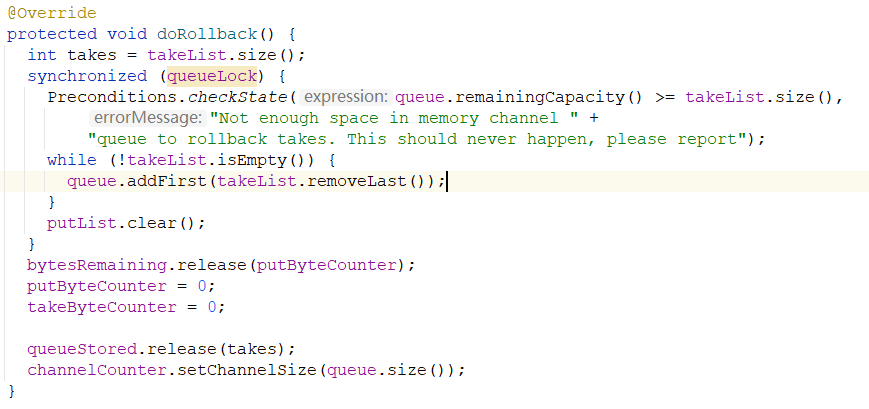 @Override
protected void doRollback() {
  int takes = takeList.size();
  synchronized (queueLock) {
    Preconditions.checkState( expression: queue.remainingCapacity() >= takeList.size(),
        errorMessage: "Not enough space in memory channel " +
        "queue to rollback takes. This should never happen, please report");
    while (!takeList.isEmpty()) {
      queue.addFirst(takeList.removeLast());
    }
    putList.clear();
  }
  bytesRemaining.release(putByteCounter);
  putByteCounter = 0;
  takeByteCounter = 0;

  queueStored.release(takes);
  channelCounter.setChannelSize(queue.size());
}